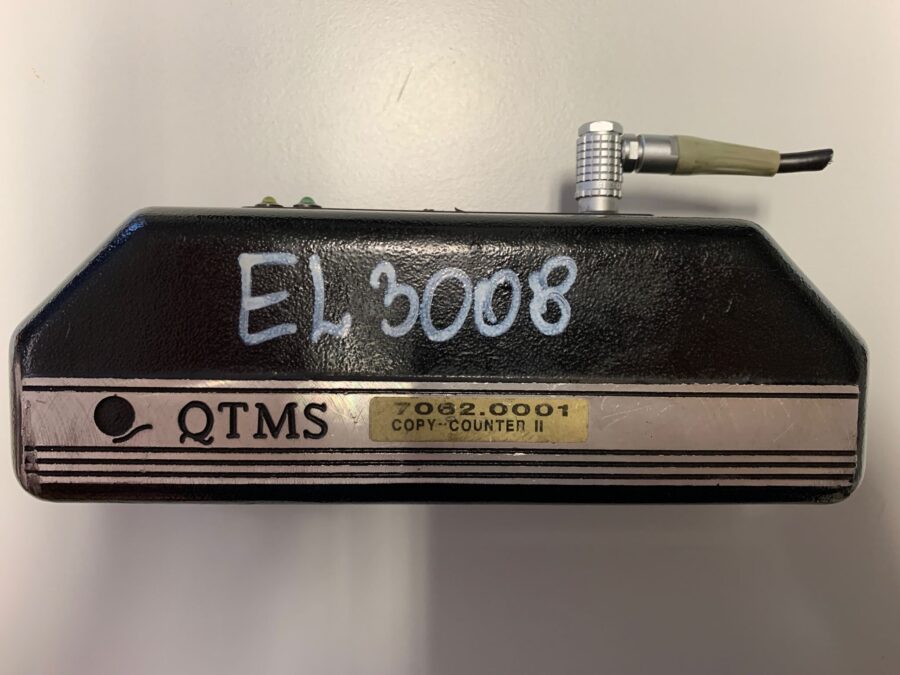 EL 3008
QTMS
7062.0001
COPY-COUNTER II